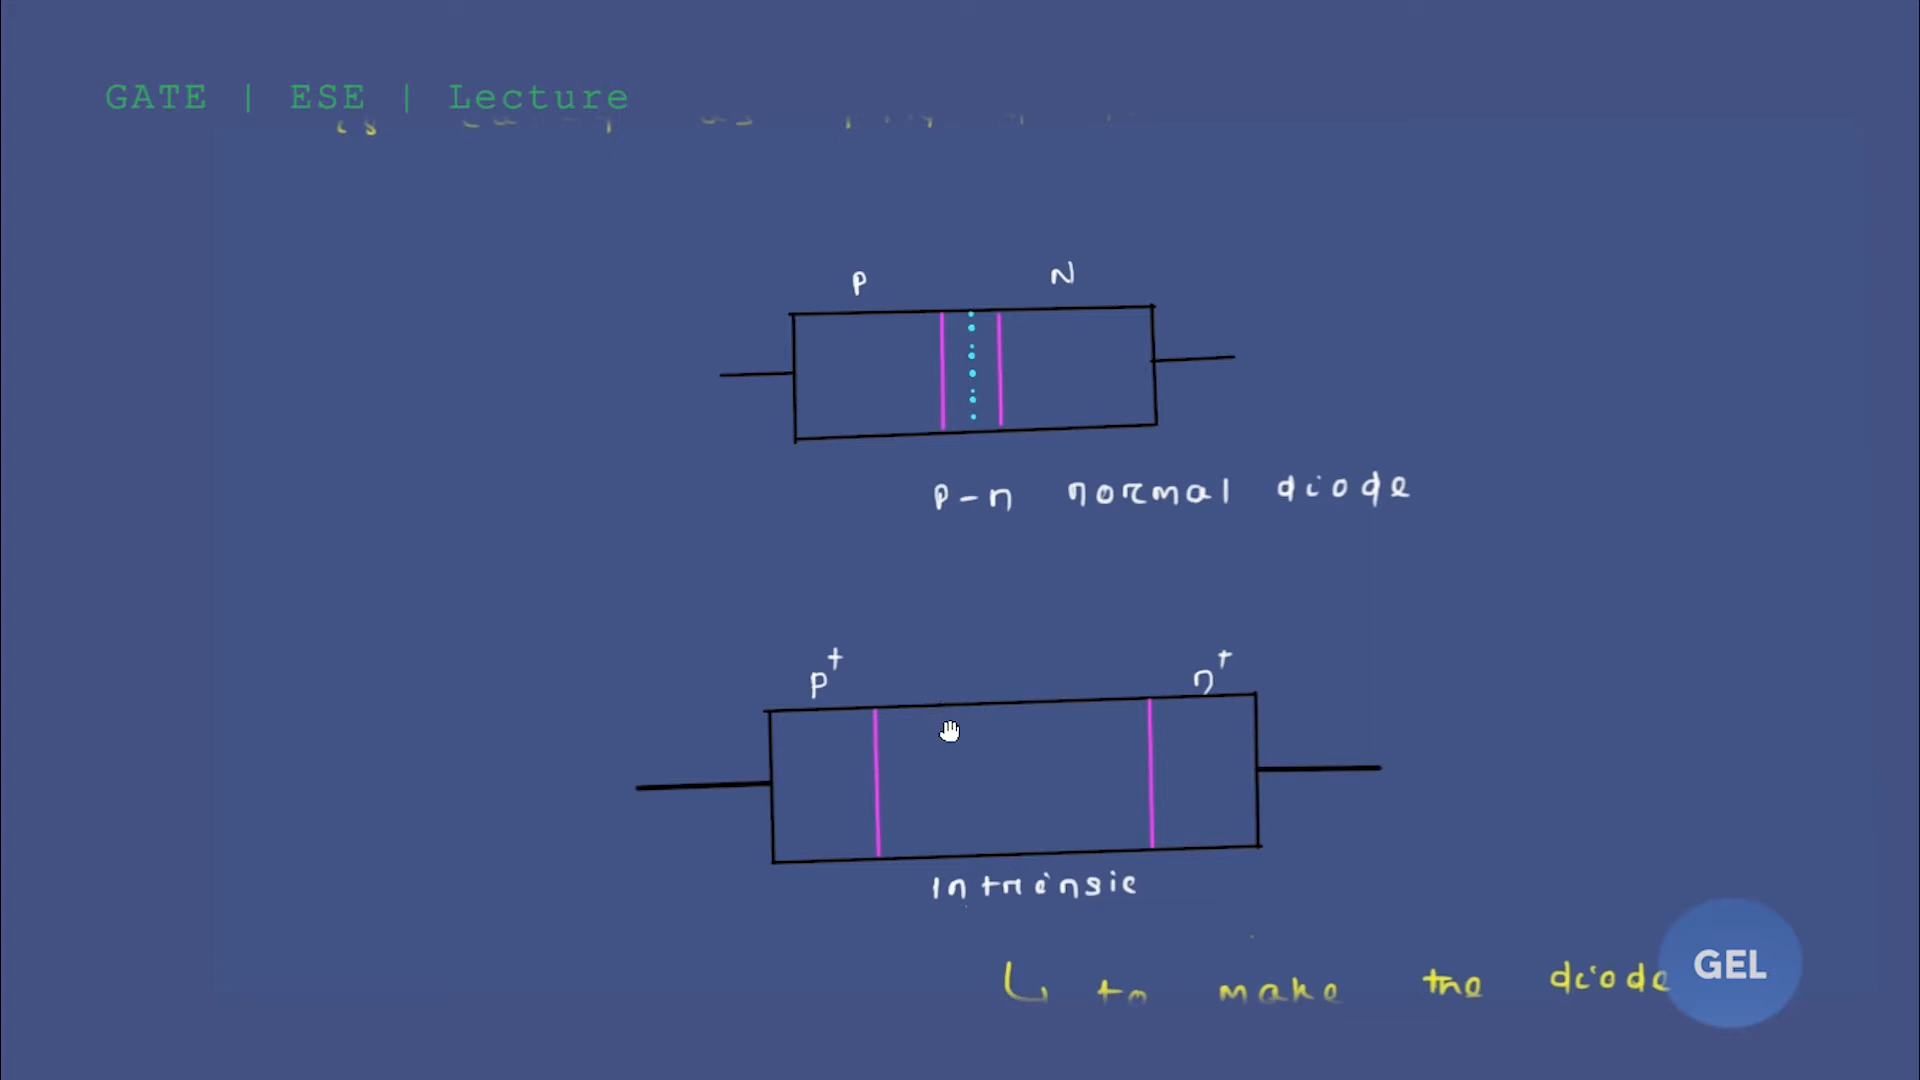 GATE | ESE | Lecture
P N
p-n normal diode
p+ n+
Intrinsic
↳ to make the diode
GEL